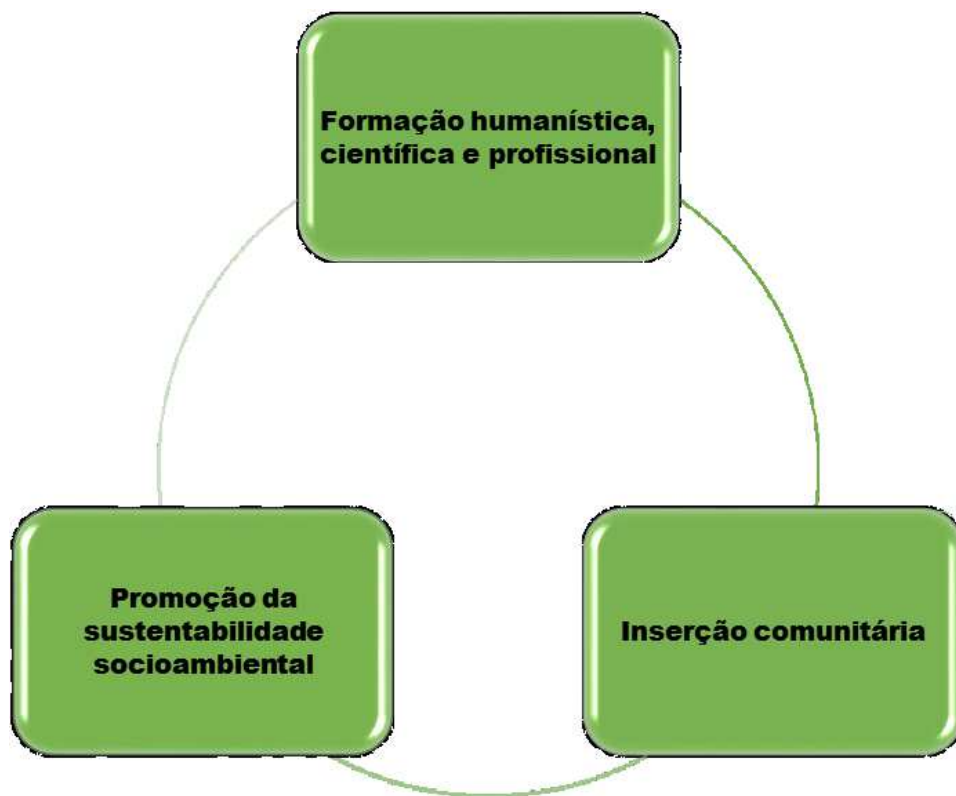 Formação humanística,
científica e profissional
Promoção da
sustentabilidade
socioambiental
Inserção comunitária